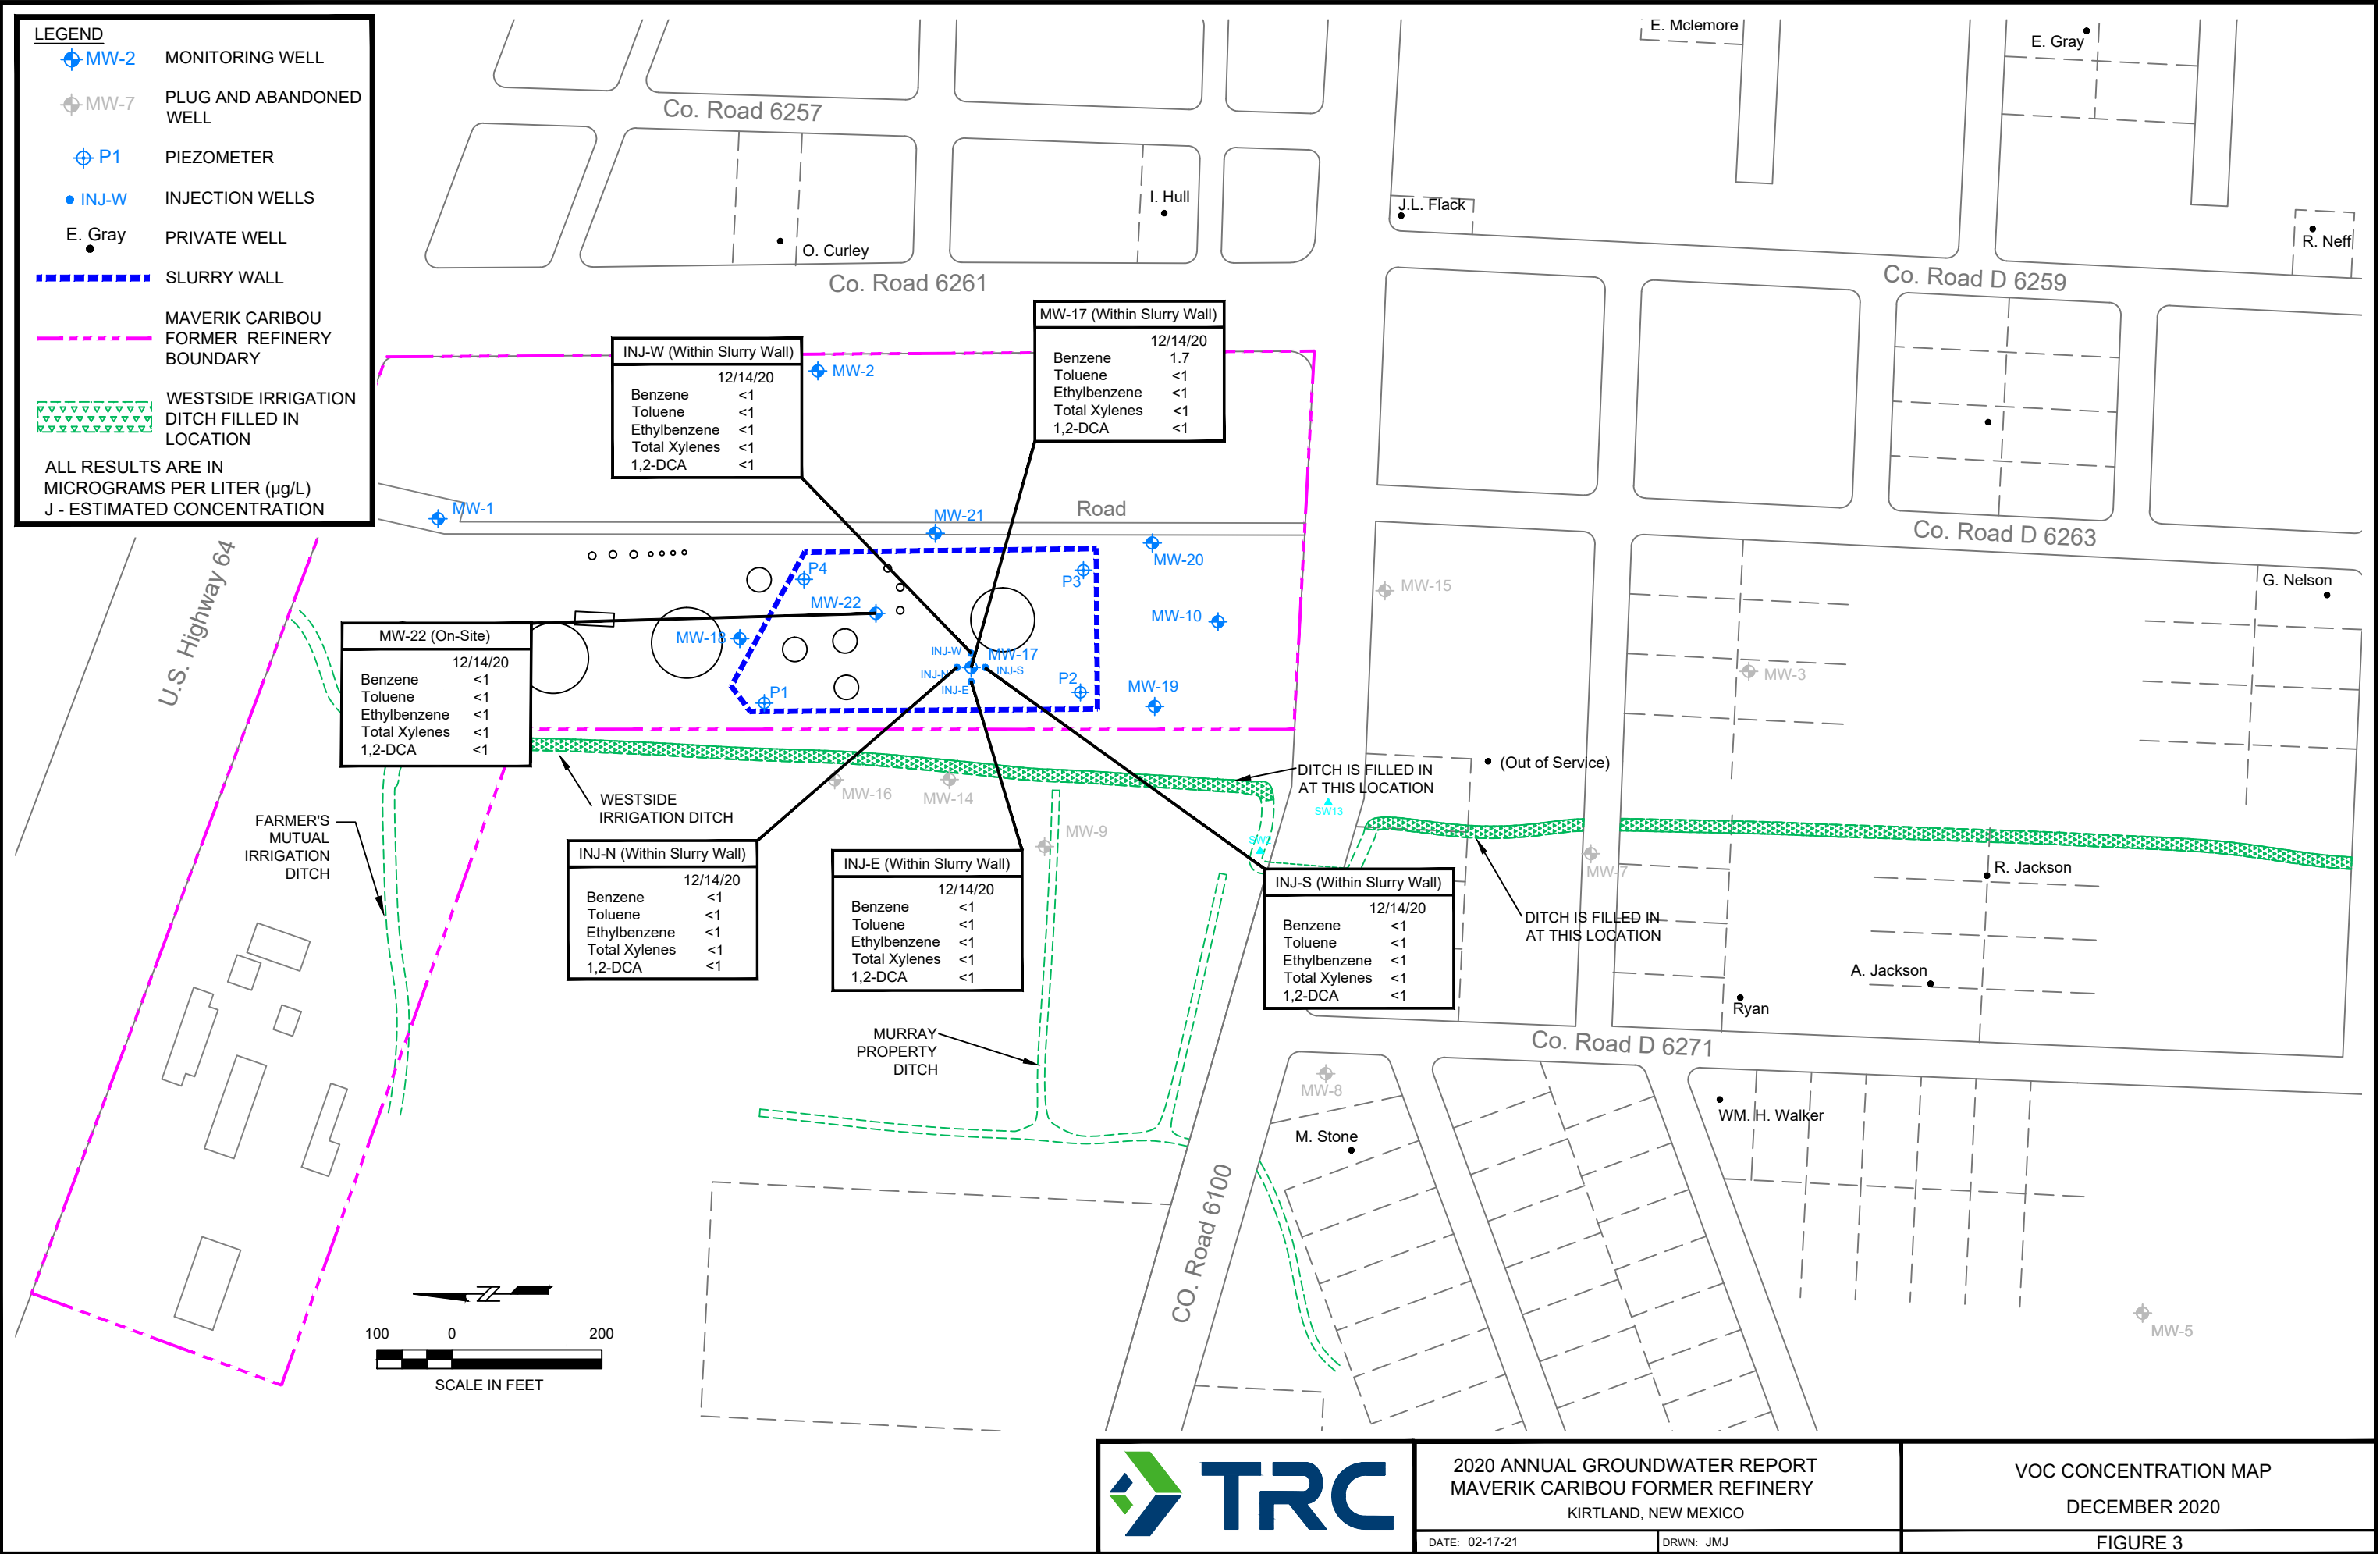 LEGEND
MW-2 MONITORING WELL
MW-7 PLUG AND ABANDONED
WELL
P1 PIEZOMETER
INJ-W INJECTION WELLS
E. Gray PRIVATE WELL
SLURRY WALL
MAVERIK CARIBOU
FORMER REFINERY
BOUNDARY
WESTSIDE IRRIGATION
DITCH FILLED IN
LOCATION
ALL RESULTS ARE IN
MICROGRAMS PER LITER (µg/L)
J - ESTIMATED CONCENTRATION
E. Mclemore
E. Gray
Co. Road 6257
I. Hull
J.L. Flack
O. Curley
R. Neff
Co. Road 6261
Co. Road D 6259
INJ-W (Within Slurry Wall)
12/14/20
Benzene <1
Toluene <1
Ethylbenzene <1
Total Xylenes <1
1,2-DCA <1
MW-17 (Within Slurry Wall)
12/14/20
Benzene 1.7
Toluene <1
Ethylbenzene <1
Total Xylenes <1
1,2-DCA <1
MW-2
MW-1
MW-21
Road
MW-20
Co. Road D 6263
U.S. Highway 64
P4
P3
MW-22
MW-10
MW-15
G. Nelson
MW-18
INJ-W
MW-17
INJ-N
INJ-S
INJ-E
P1
P2
MW-19
MW-3
MW-22 (On-Site)
12/14/20
Benzene <1
Toluene <1
Ethylbenzene <1
Total Xylenes <1
1,2-DCA <1
(Out of Service)
DITCH IS FILLED IN
AT THIS LOCATION
MW-16
MW-14
WESTSIDE
IRRIGATION DITCH
SW13
MW-9
SW2
FARMER'S
MUTUAL
IRRIGATION
DITCH
MW-7
R. Jackson
INJ-N (Within Slurry Wall)
12/14/20
Benzene <1
Toluene <1
Ethylbenzene <1
Total Xylenes <1
1,2-DCA <1
INJ-E (Within Slurry Wall)
12/14/20
Benzene <1
Toluene <1
Ethylbenzene <1
Total Xylenes <1
1,2-DCA <1
INJ-S (Within Slurry Wall)
12/14/20
Benzene <1
Toluene <1
Ethylbenzene <1
Total Xylenes <1
1,2-DCA <1
DITCH IS FILLED IN
AT THIS LOCATION
A. Jackson
Ryan
MURRAY
PROPERTY
DITCH
Co. Road D 6271
MW-8
WM. H. Walker
M. Stone
CO. Road 6100
MW-5
100 0 200
SCALE IN FEET
TRC
2020 ANNUAL GROUNDWATER REPORT
MAVERIK CARIBOU FORMER REFINERY
KIRTLAND, NEW MEXICO
DATE: 02-17-21
DRWN: JMJ
VOC CONCENTRATION MAP
DECEMBER 2020
FIGURE 3